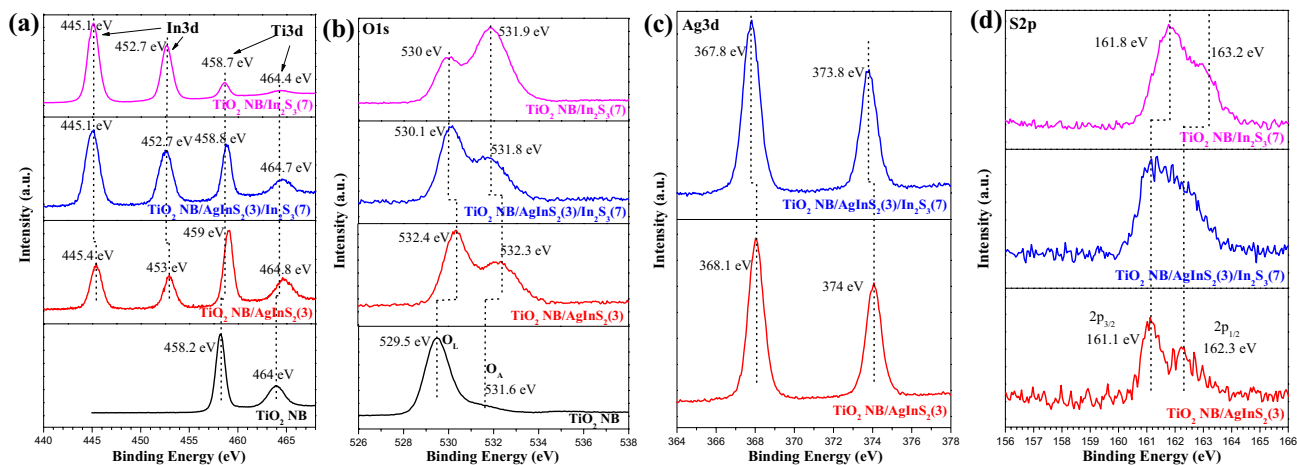 (a)
445.1 eV
In3d
452.7 eV
458.7 eV
Ti3d
464.4 eV
TiO2 NB/In2S3(7)
445.1eV
452.7eV
458.8 eV
464.7 eV
TiO2 NB/AgInS2(3)/In2S3(7)
445.4eV
453 eV
459 eV
464.8 eV
TiO2 NB/AgInS2(3)
458.2 eV
464 eV
TiO2 NB
Intensity (a.u.)
440 445 450 455 460 465
Binding Energy (eV)
(b)
O1s
530 eV
531.9 eV
TiO2 NB/In2S3(7)
530.1 eV
531.8 eV
TiO2 NB/AgInS2(3)/In2S3(7)
532.4 eV
532.3 eV
TiO2 NB/AgInS2(3)
529.5 eV
OL
OA
531.6 eV
TiO2 NB
Intensity (a.u.)
526 528 530 532 534 536 538
Binding Energy (eV)
(c)
Ag3d
367.8 eV
373.8 eV
TiO2 NB/AgInS2(3)/In2S3(7)
368.1 eV
374 eV
TiO2 NB/AgInS2(3)
Intensity (a.u.)
364 366 368 370 372 374 376 378
Binding Energy (eV)
(d)
S2p
161.8 eV
163.2 eV
TiO2 NB/In2S3(7)
TiO2 NB/AgInS2(3)/In2S3(7)
2p3/2
161.1 eV
2p1/2
162.3 eV
TiO2 NB/AgInS2(3)
Intensity (a.u.)
156 157 158 159 160 161 162 163 164 165 166
Binding Energy (eV)